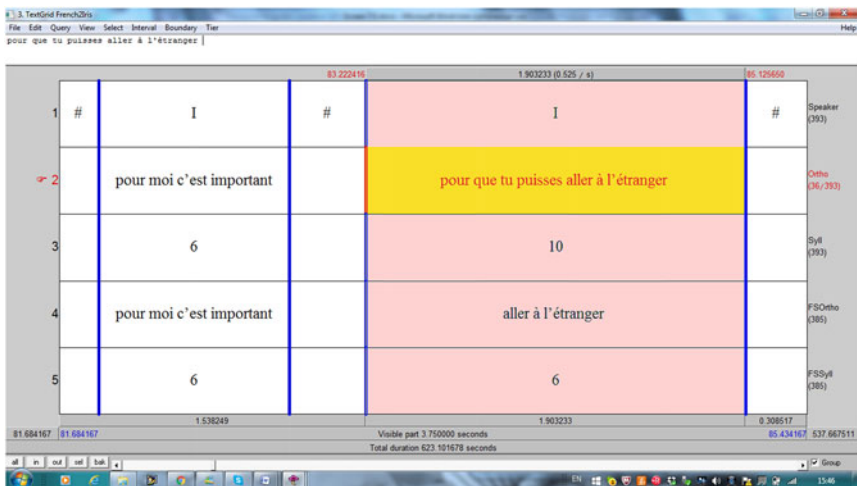 3. TextGrid French2Iris
File Edit Query View Select Interval Boundary Tier Help
pour que tu puisses aller à l'étranger
83.222416 1.903233 (0.525 / s) 85.125650
1 # I # I # Speaker (393)
2 pour moi c'est important pour que tu puisses aller à l'étranger Ortho (36/393)
3 6 10 Syll (393)
4 pour moi c'est important aller à l'étranger FSOrtho (385)
5 6 6 FSSyll (385)
1.538249 1.903233 0.308517
81.684167 81.684167 Visible part 3.750000 seconds 85.434167 537.667511
Total duration 623.101678 seconds
all in out sel bak Group
EN 15:46